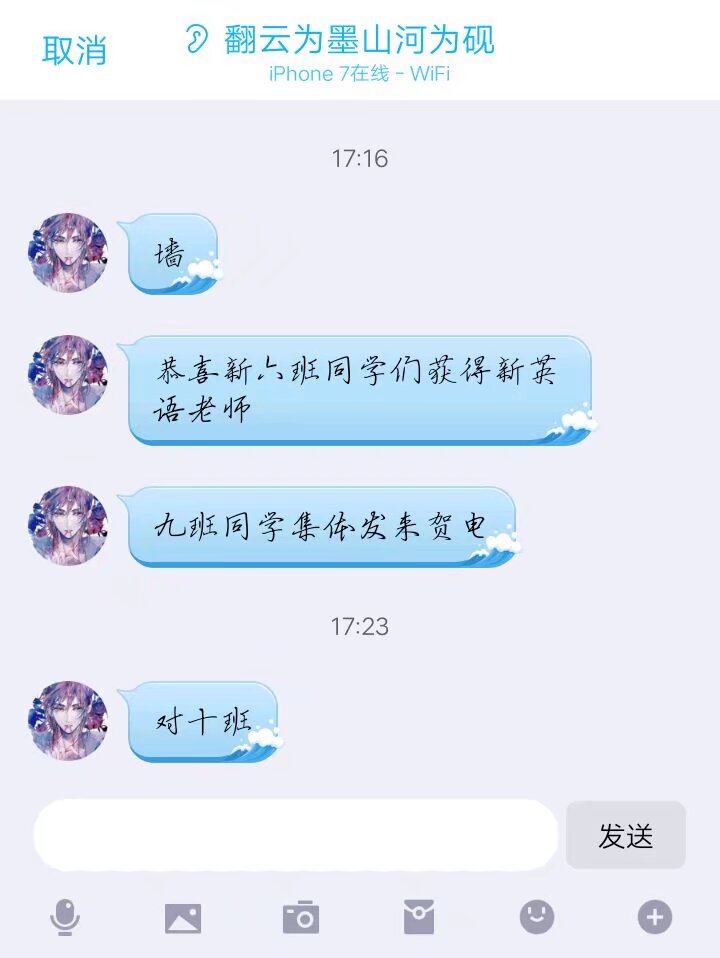 取消
翻云为墨山河为砚
iPhone 7在线 - WiFi
17:16
墙
恭喜新六班同学们获得新英
语老师
九班同学集体发来贺电
17:23
对十班
发送